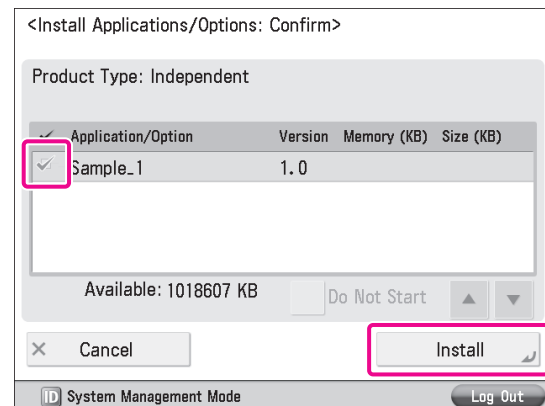 <Install Applications/Options: Confirm>
Product Type: Independent
Application/Option Version Memory (KB) Size (KB)
Sample_1 1.0
Available: 1018607 KB Do Not Start
Cancel Install
ID System Management Mode Log Out